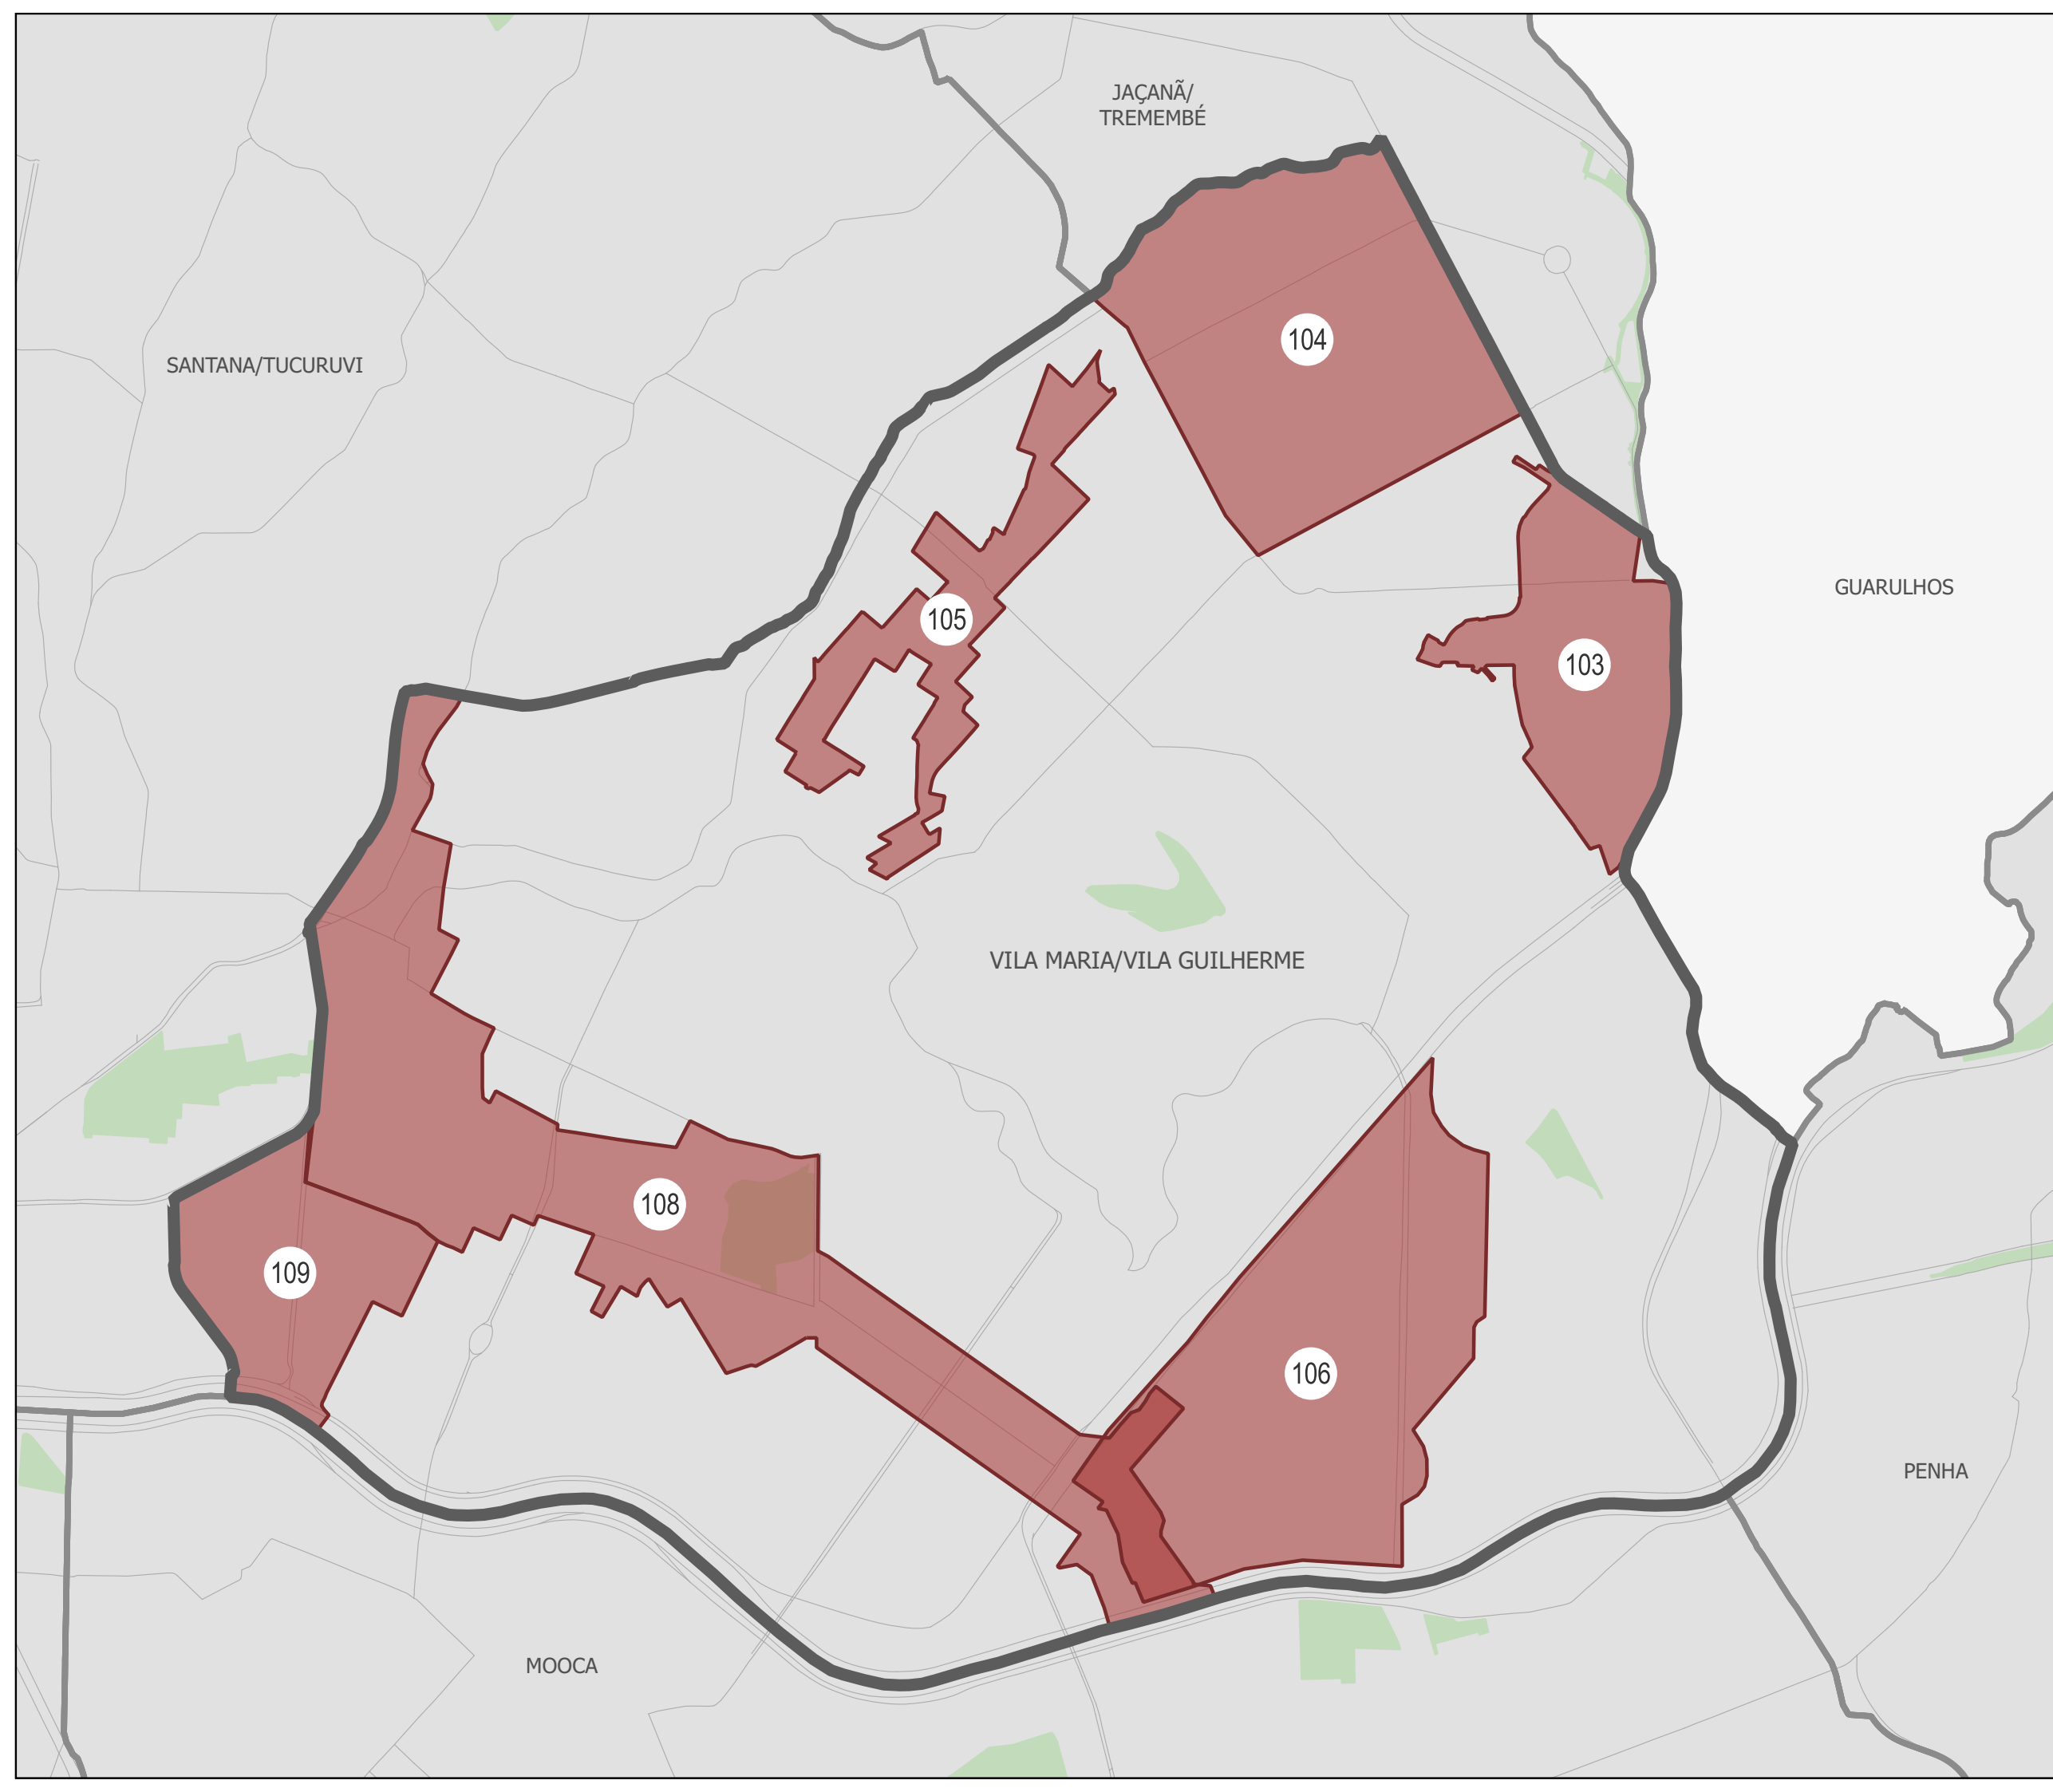 JAÇANÃ/
TREMEMBÉ
104
SANTANA/TUCURUVI
GUARULHOS
105
103
VILA MARIA/VILA GUILHERME
108
109
106
PENHA
MOOCA